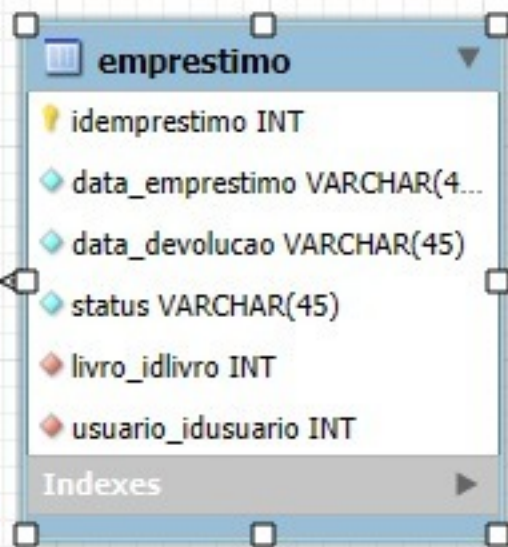 emprestimo
idemprestimo INT
data_emprestimo VARCHAR(4...
data_devolucao VARCHAR(45)
status VARCHAR(45)
livro_idlivro INT
usuario_idusuario INT
Indexes